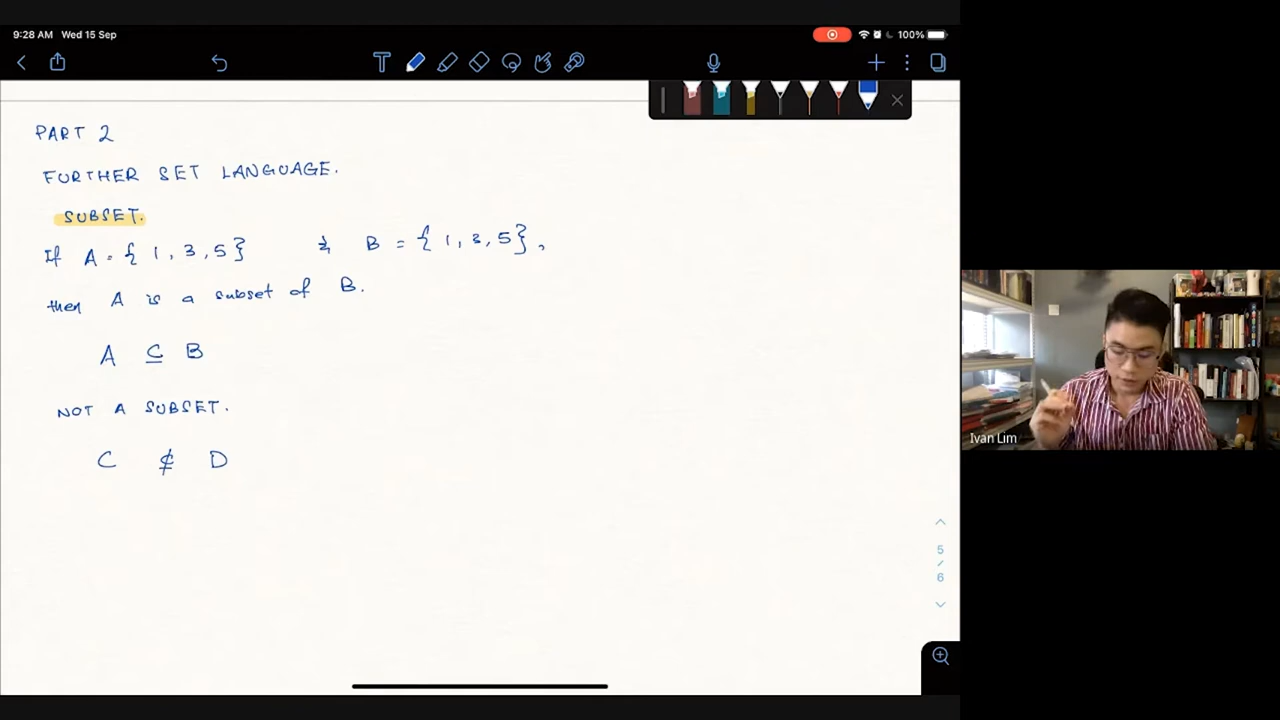 9:28 AM Wed 15 Sep
100%
PART 2
FURTHER SET LANGUAGE.
SUBSET.
If A = { 1, 3, 5 } & B = { 1, 3, 5 },
then A is a subset of B.
A ⊆ B
NOT A SUBSET.
C ⊈ D
Ivan Lim
5
/
6